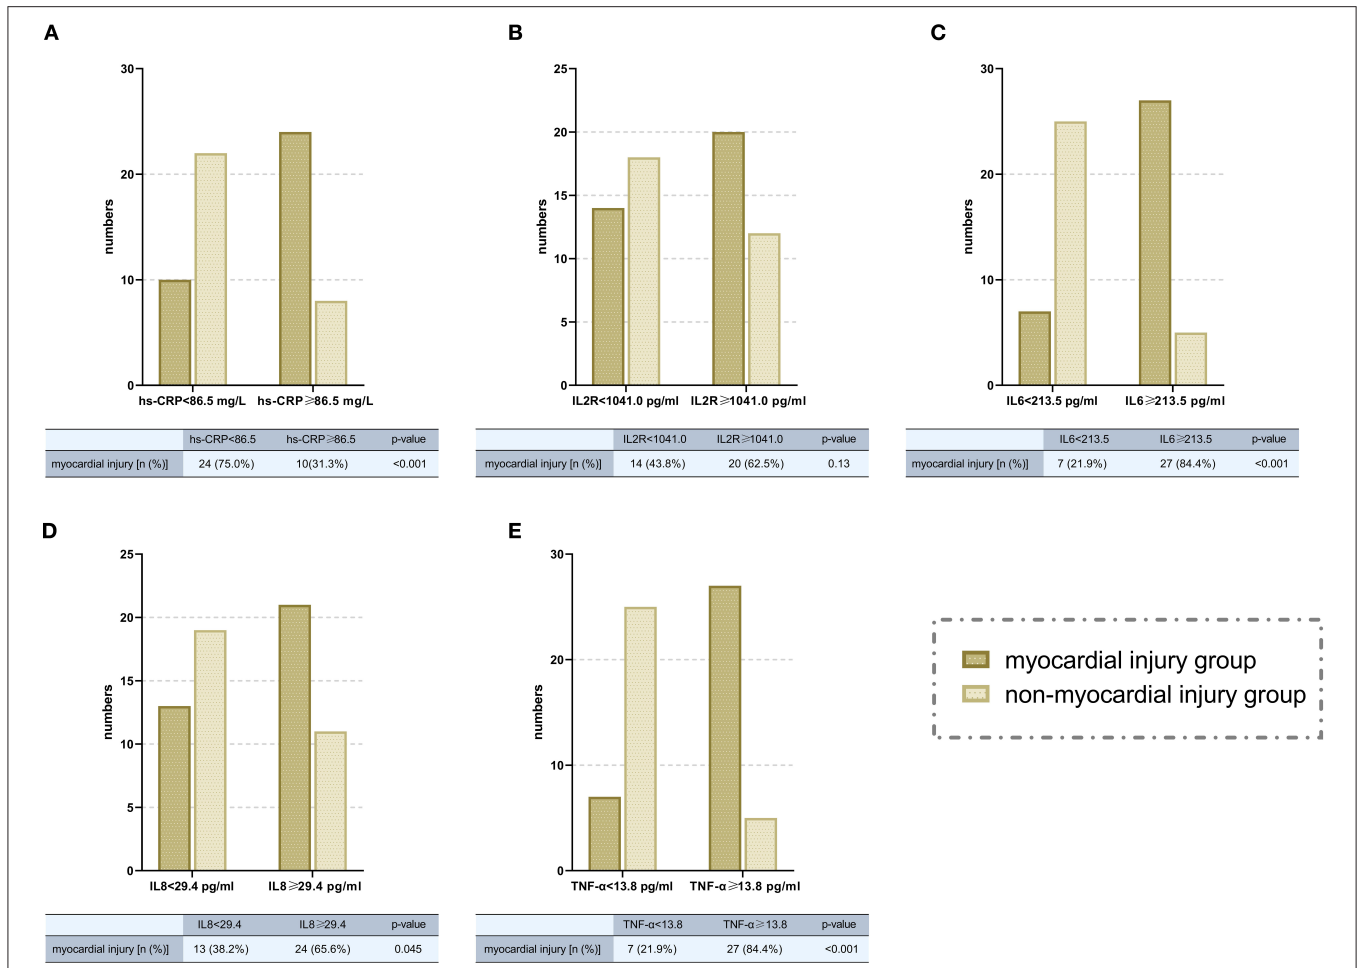 A
30
20
10
0
numbers
hs-CRP<86.5 mg/L hs-CRP≥86.5 mg/L
hs-CRP<86.5 hs-CRP≥86.5 p-value
myocardial injury [n (%)] 24 (75.0%) 10(31.3%) <0.001
B
25
20
15
10
5
0
numbers
IL2R<1041.0 pg/ml IL2R≥1041.0 pg/ml
IL2R<1041.0 IL2R≥1041.0 p-value
myocardial injury [n (%)] 14 (43.8%) 20 (62.5%) 0.13
C
30
20
10
0
numbers
IL6<213.5 pg/ml IL6≥213.5 pg/ml
IL6<213.5 IL6≥213.5 p-value
myocardial injury [n (%)] 7 (21.9%) 27 (84.4%) <0.001
D
25
20
15
10
5
0
numbers
IL8<29.4 pg/ml IL8≥29.4 pg/ml
IL8<29.4 IL8≥29.4 p-value
myocardial injury [n (%)] 13 (38.2%) 24 (65.6%) 0.045
E
30
20
10
0
numbers
TNF-α<13.8 pg/ml TNF-α≥13.8 pg/ml
TNF-α<13.8 TNF-α≥13.8 p-value
myocardial injury [n (%)] 7 (21.9%) 27 (84.4%) <0.001
myocardial injury group
non-myocardial injury group